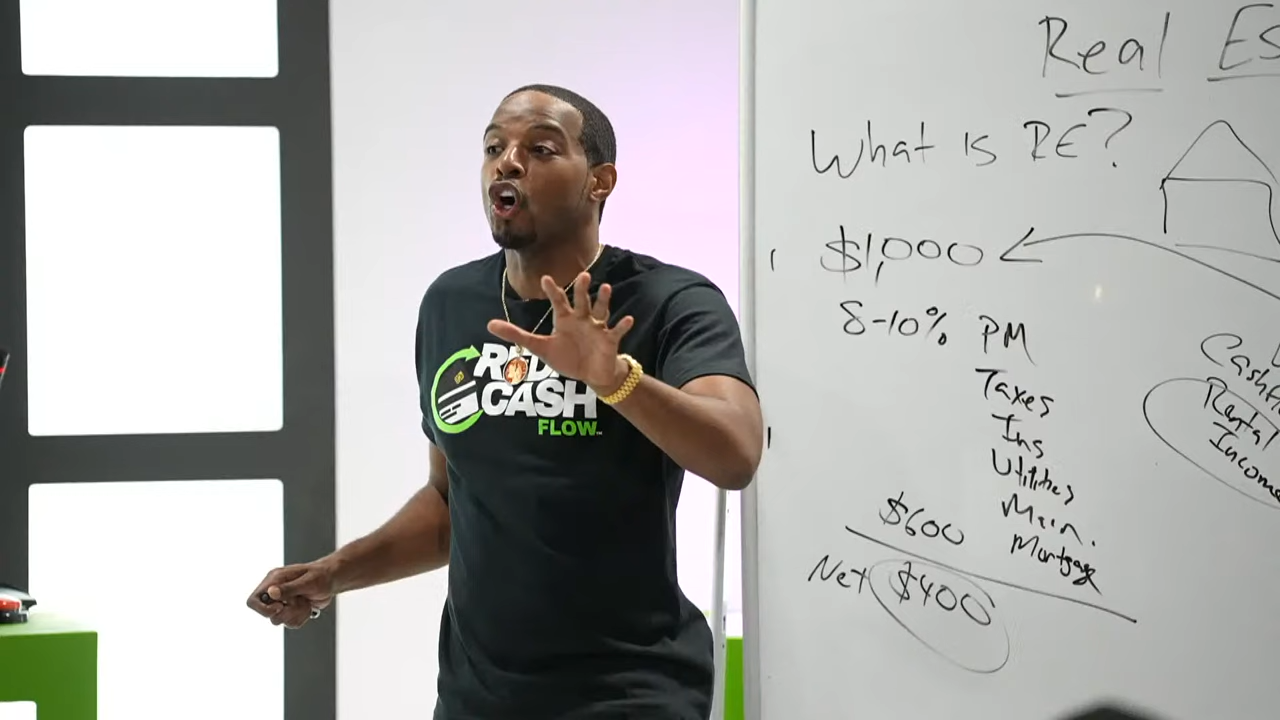 Real Es
What is RE?
$1,000
8-10% PM
Taxes
Ins
Utilities
Main.
$600
Mortgage
Net $400
Rental
Income
CASH
FLOW